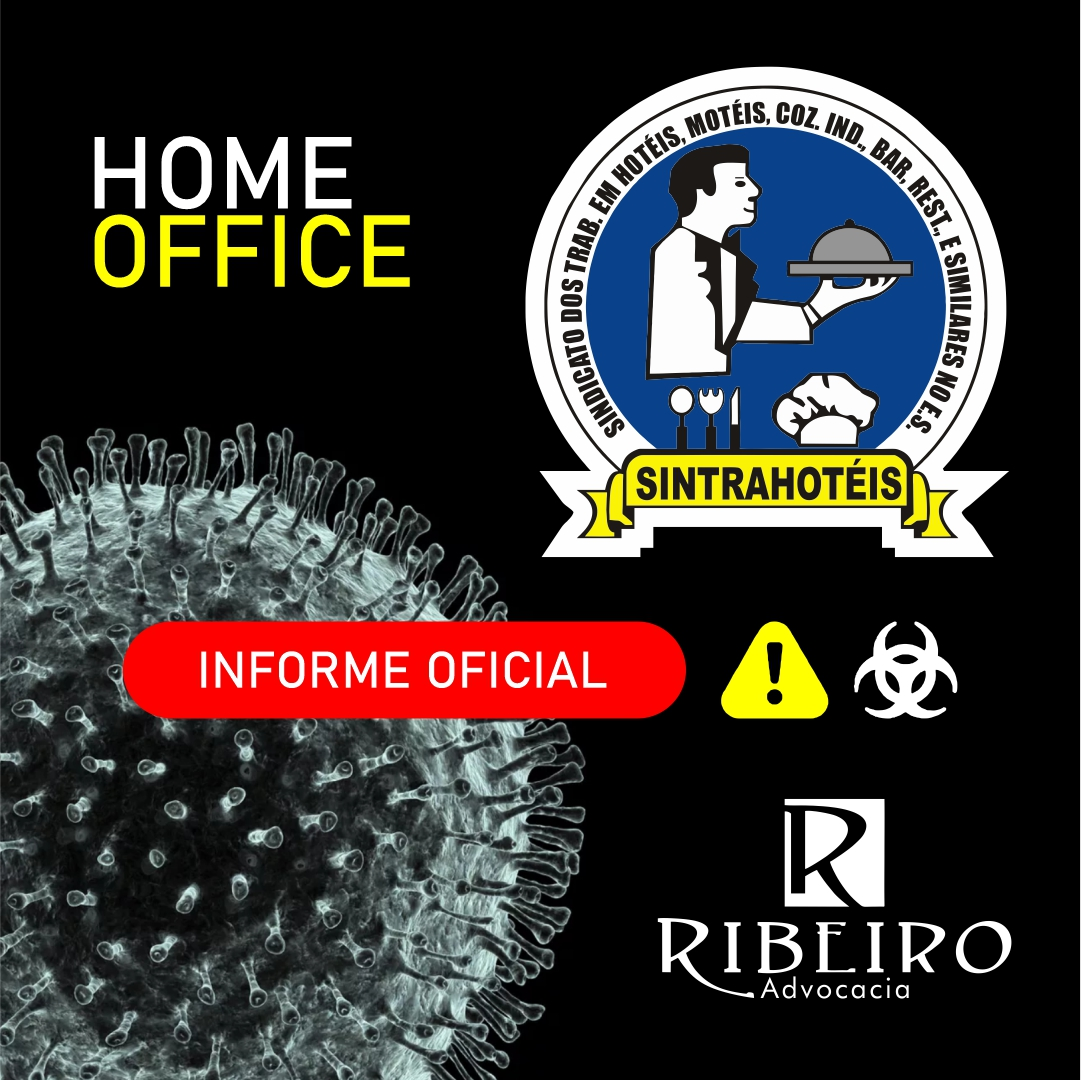 HOME
OFFICE
SINDICATO DOS TRAB. EM HOTÉIS, MOTÉIS, COZ. IND., BAR, REST., E SIMILARES NO E.S.
SINTRAHOTÉIS
INFORME OFICIAL
!
R
RIBEIRO
Advocacia